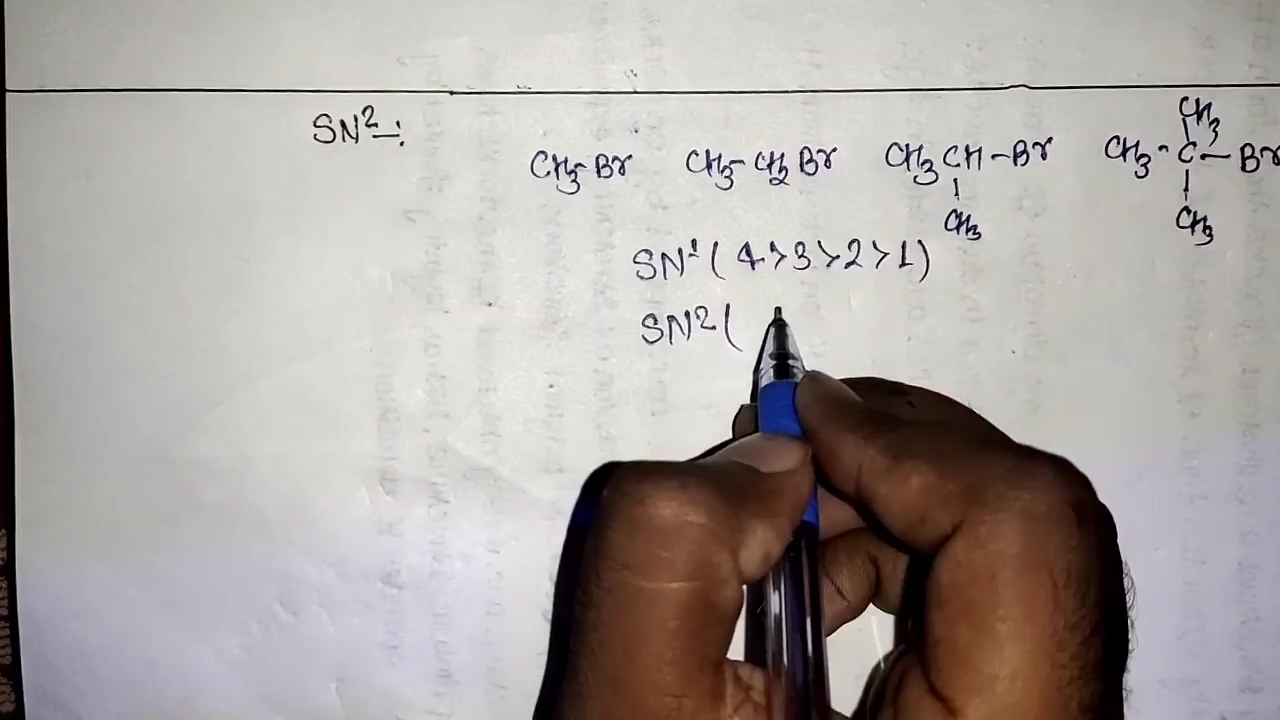 SN²-:
CH₃-Br CH₃-CH₂Br CH₃CH-Br CH₃-C-Br
CH₃
CH₃
CH₃
SN¹(4>3>2>1)
SN²(